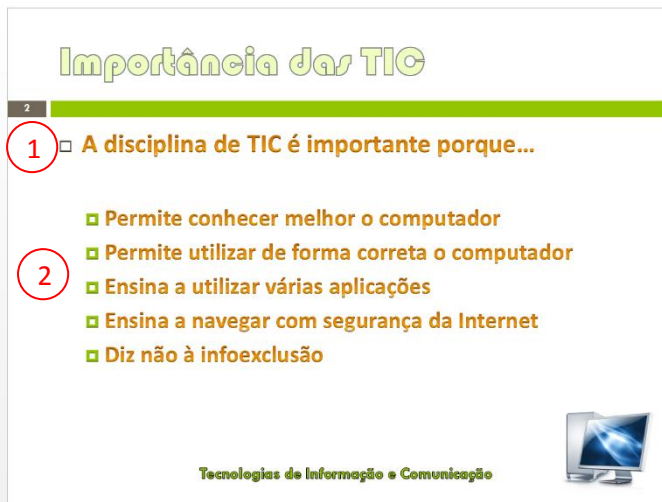 Importância das TIC
2
1
A disciplina de TIC é importante porque...
Permite conhecer melhor o computador
Permite utilizar de forma correta o computador
2
Ensina a utilizar várias aplicações
Ensina a navegar com segurança da Internet
Diz não à infoexclusão
Tecnologias de Informação e Comunicação